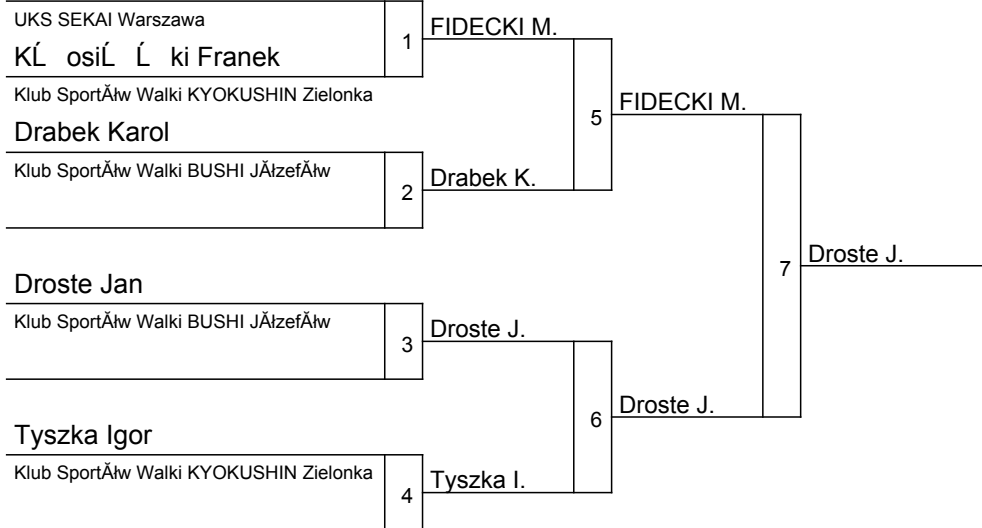 UKS SEKAI Warszawa
KĹ osiĹ Ĺ ki Franek
Klub SportĂłw Walki KYOKUSHIN Zielonka
Drabek Karol
Klub SportĂłw Walki BUSHI JĂłzefĂłw
Droste Jan
Klub SportĂłw Walki BUSHI JĂłzefĂłw
Tyszka Igor
Klub SportĂłw Walki KYOKUSHIN Zielonka
1
2
3
4
FIDECKI M.
Drabek K.
Droste J.
Tyszka I.
5
6
FIDECKI M.
Droste J.
7
Droste J.